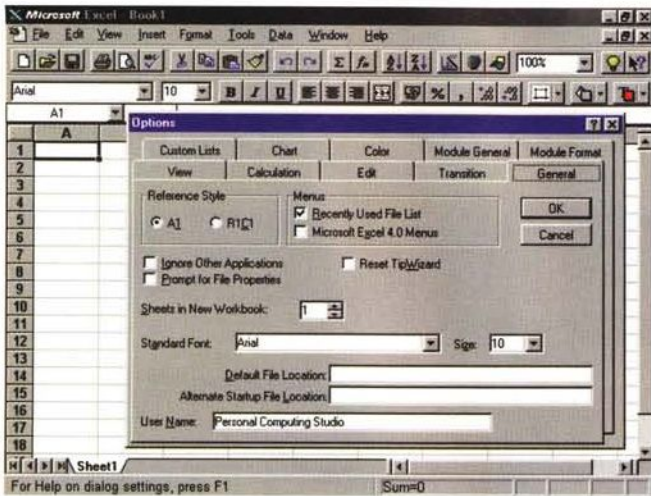 Microsoft Excel - Book1
File Edit View Insert Format Tools Data Window Help
100%
Arial 10 B I U $ % ,
A1
A
Options
Custom Lists Chart Color Module General Module Format
View Calculation Edit Transition General
Reference Style
A1 R1C1
Menus
Recently Used File List
Microsoft Excel 4.0 Menus
OK
Cancel
Ignore Other Applications
Reset TipWizard
Prompt for File Properties
Sheets in New Workbook: 1
Standard Font: Arial Size: 10
Default File Location:
Alternate Startup File Location:
User Name: Personal Computing Studio
1
2
3
4
5
6
7
8
9
10
11
12
13
14
15
16
17
18
Sheet1
For Help on dialog settings, press F1 Sum=0